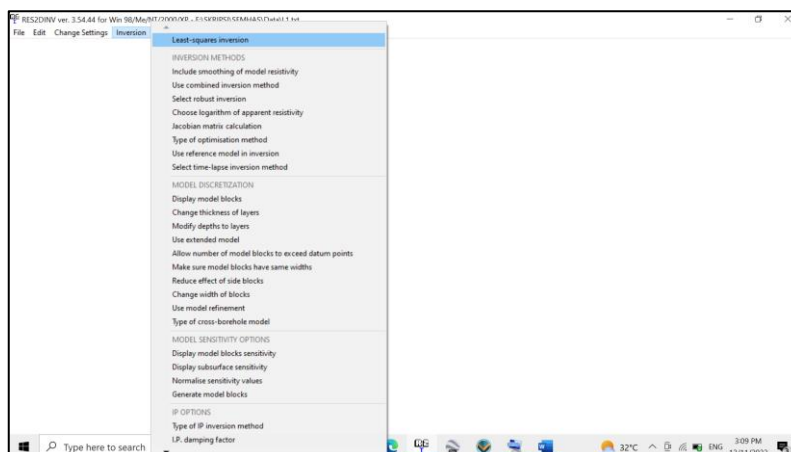 RES2DINV ver. 3.54.44 for Win 98/Me/NT/2000/XP - F:\SKRIPSI\SEMHAS\Data\L1.txt
File Edit Change Settings Inversion
Least-squares inversion
INVERSION METHODS
Include smoothing of model resistivity
Use combined inversion method
Select robust inversion
Choose logarithm of apparent resistivity
Jacobian matrix calculation
Type of optimisation method
Use reference model in inversion
Select time-lapse inversion method
MODEL DISCRETIZATION
Display model blocks
Change thickness of layers
Modify depths to layers
Use extended model
Allow number of model blocks to exceed datum points
Make sure model blocks have same widths
Reduce effect of side blocks
Change width of blocks
Use model refinement
Type of cross-borehole model
MODEL SENSITIVITY OPTIONS
Display model blocks sensitivity
Display subsurface sensitivity
Normalise sensitivity values
Generate model blocks
IP OPTIONS
Type of IP inversion method
I.P. damping factor
Type here to search 32°C ENG 3:09 PM